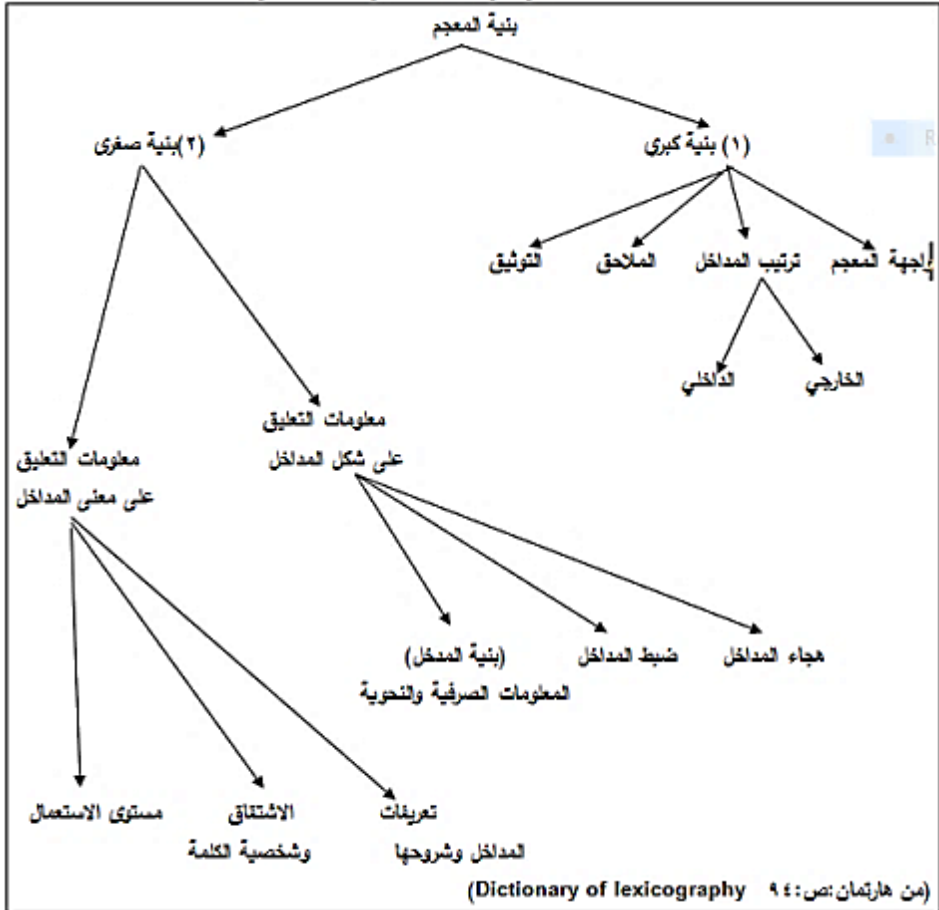 بنية المعجم
(١) بنية كبرى
(٢) بنية صغرى
واجهة المعجم
ترتيب المداخل
الملاحق
التوثيق
الخارجي
الداخلي
معلومات التعليق
على شكل المداخل
معلومات التعليق
على معنى المداخل
هجاء المداخل
ضبط المداخل
(بنية المدخل)
المعلومات الصرفية والنحوية
تعريفات
المداخل وشروحها
الاشتقاق
وشخصية الكلمة
مستوى الاستعمال
(من هارتمان:ص:٩٤ Dictionary of lexicography)